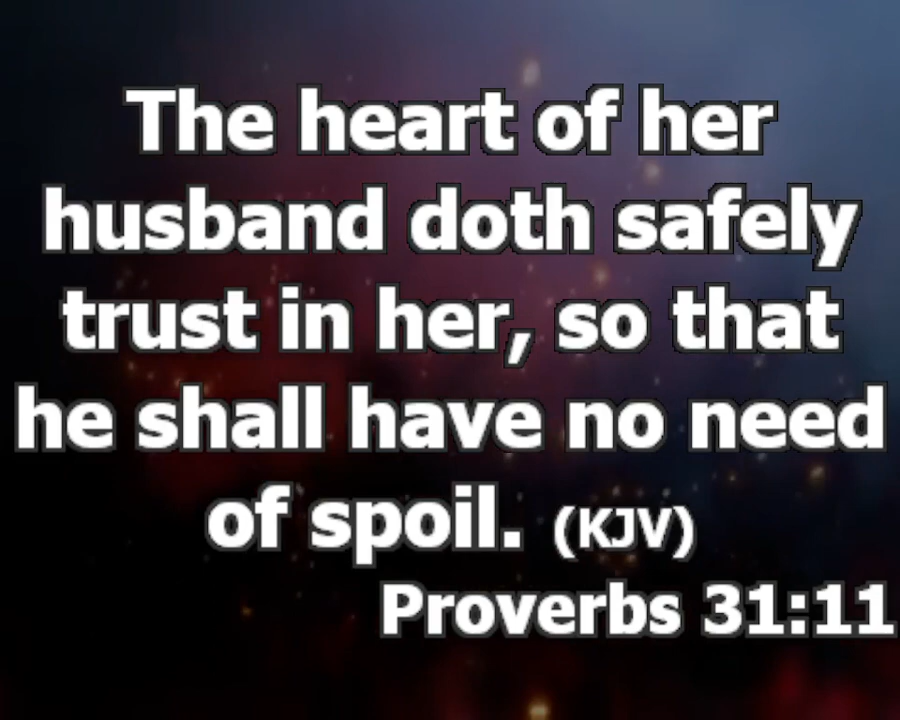 The heart of her
husband doth safely
trust in her, so that
he shall have no need
of spoil. (KJV)
Proverbs 31:11